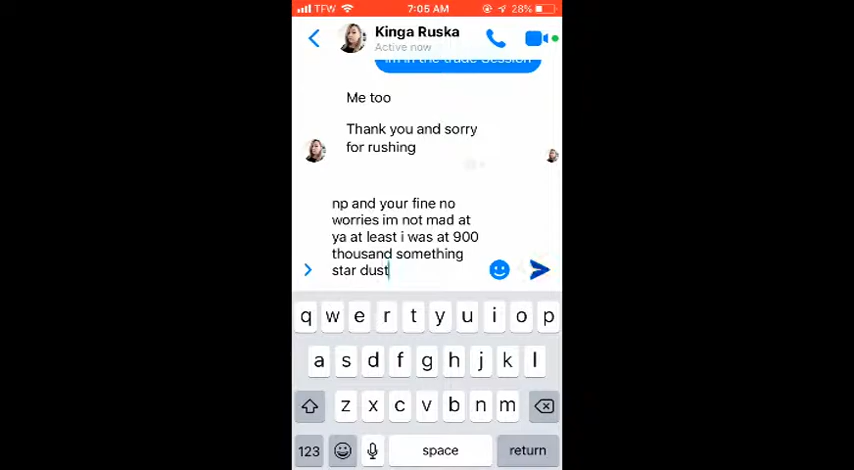 TFW 7:05 AM 28%
Kinga Ruska
Active now
im in the trade Session
Me too
Thank you and sorry
for rushing
np and your fine no
worries im not mad at
ya at least i was at 900
thousand something
star dust
q w e r t y u i o p
a s d f g h j k l
z x c v b n m
123 space return